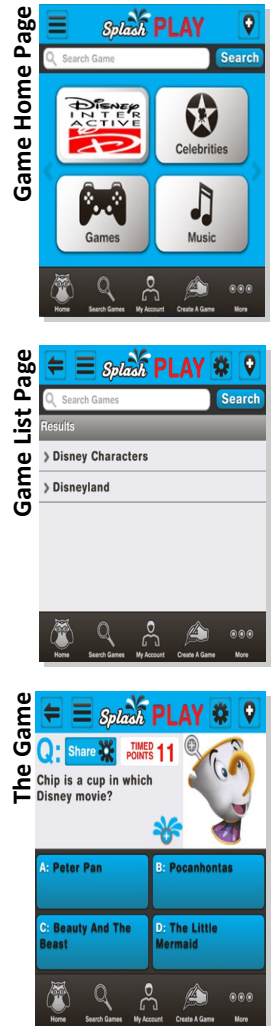 Game Home Page
Splash PLAY
Search Game
Search
Disney
INTER
ACTIVE
Celebrities
Games
Music
Home
Search Games
My Account
Create A Game
More
Game List Page
Splash PLAY
Search Games
Search
Results
Disney Characters
Disneyland
Home
Search Games
My Account
Create A Game
More
The Game
Splash PLAY
Q:
Share
TIMED
POINTS 11
Chip is a cup in which
Disney movie?
A: Peter Pan
B: Pocanhontas
C: Beauty And The
Beast
D: The Little
Mermaid
Home
Search Games
My Account
Create A Game
More